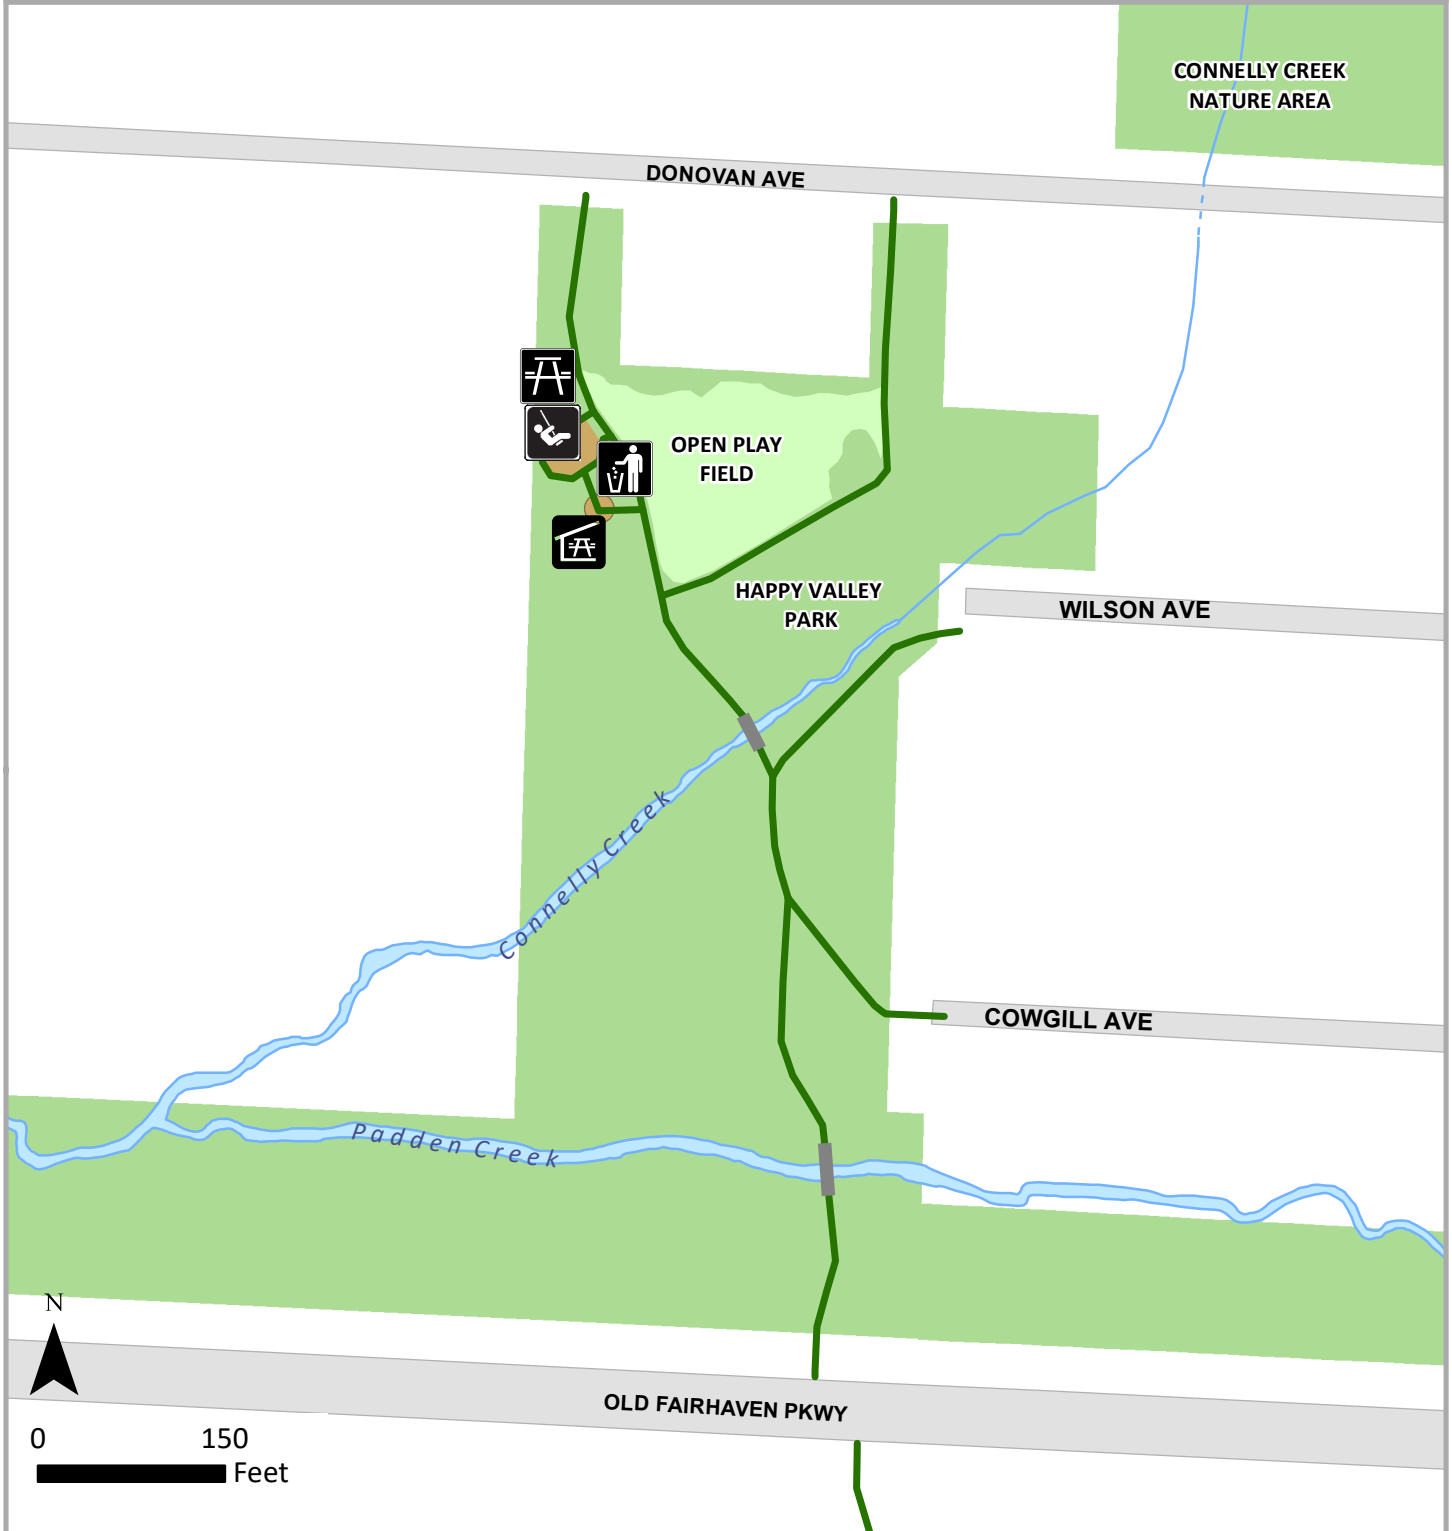 CONNELLY CREEK
NATURE AREA
DONOVAN AVE
OPEN PLAY
FIELD
HAPPY VALLEY
PARK
WILSON AVE
Connelly Creek
COWGILL AVE
Padden Creek
N
OLD FAIRHAVEN PKWY
0 150
Feet